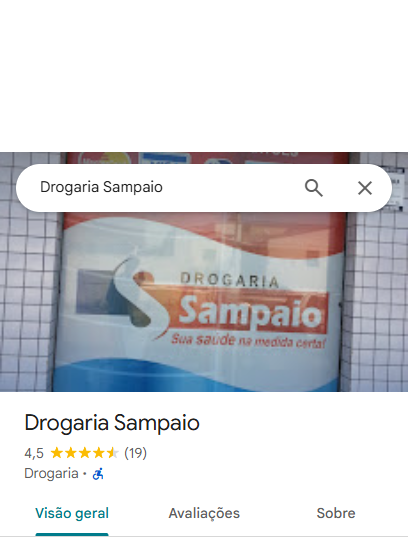 Drogaria Sampaio
DROGARIA
Sampaio
Sua saúde na medida certa!
Drogaria Sampaio
4,5 (19)
Drogaria ·
Visão geral
Avaliações
Sobre